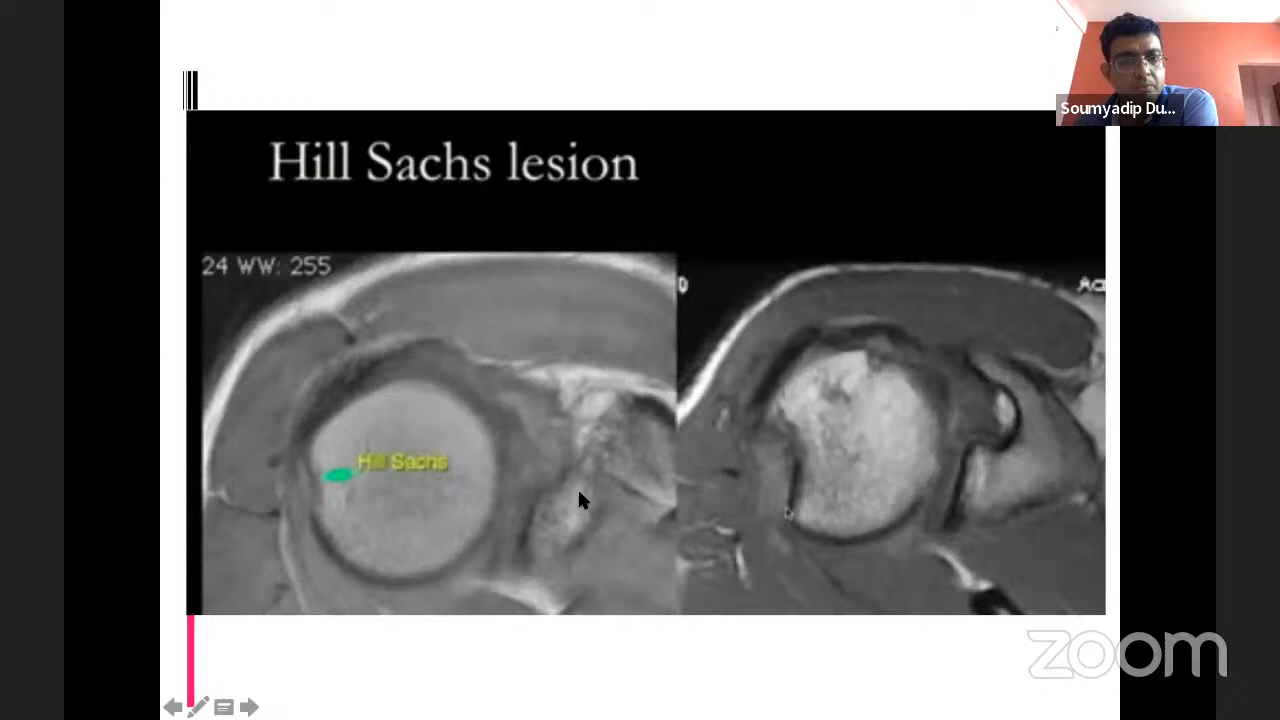 Soumyadip Du...
Hill Sachs lesion
24 WW: 255
Hill Sachs
zoom